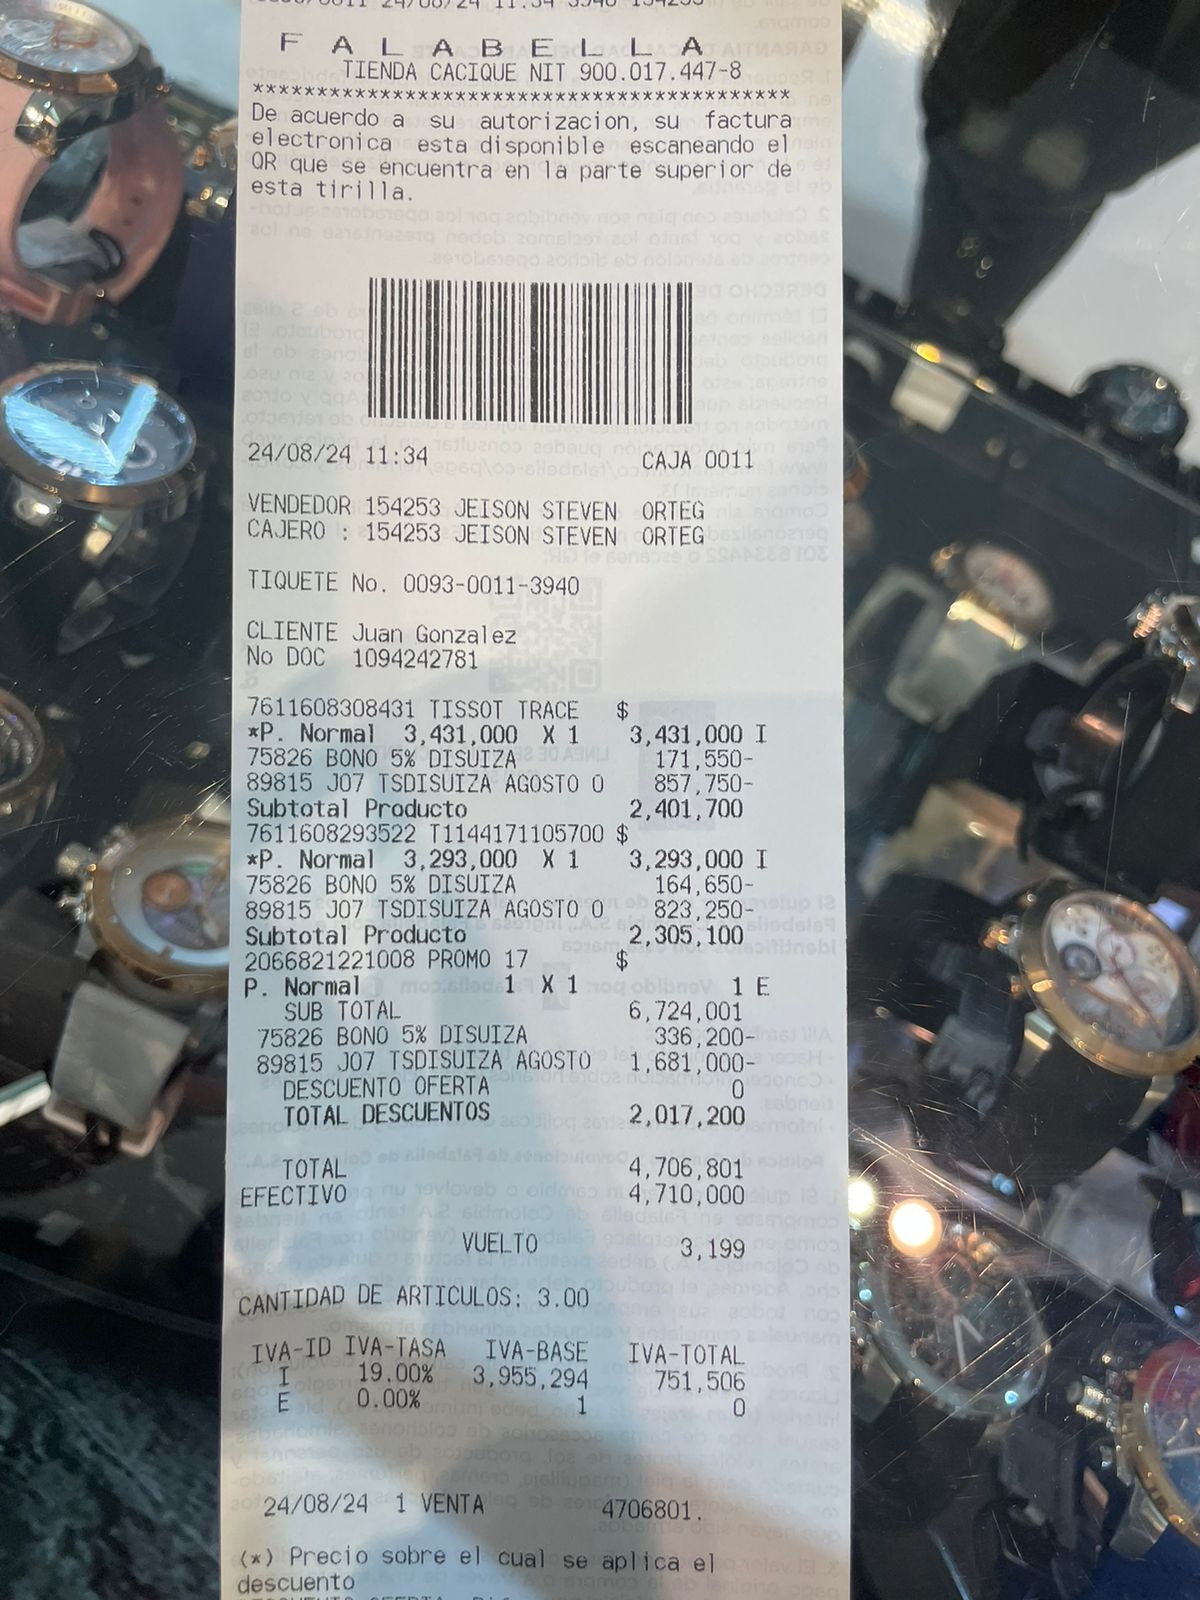 F A L A B E L L A
TIENDA CACIQUE NIT 900.017.447-8
******************************************
De acuerdo a su autorizacion, su factura
electronica esta disponible escaneando el
QR que se encuentra en la parte superior de
esta tirilla.
24/08/24 11:34 CAJA 0011
VENDEDOR 154253 JEISON STEVEN ORTEG
CAJERO : 154253 JEISON STEVEN ORTEG
TIQUETE No. 0093-0011-3940
CLIENTE Juan Gonzalez
No DOC 1094242781
7611608308431 TISSOT TRACE $
*P. Normal 3,431,000 X 1 3,431,000 I
75826 BONO 5% DISUIZA 171,550-
89815 J07 TSDISUIZA AGOSTO O 857,750-
Subtotal Producto 2,401,700
7611608293522 T1144171105700 $
*P. Normal 3,293,000 X 1 3,293,000 I
75826 BONO 5% DISUIZA 164,650-
89815 J07 TSDISUIZA AGOSTO O 823,250-
Subtotal Producto 2,305,100
2066821221008 PROMO 17 $
P. Normal 1 X 1 1 E
SUB TOTAL 6,724,001
75826 BONO 5% DISUIZA 336,200-
89815 J07 TSDISUIZA AGOSTO 1,681,000-
DESCUENTO OFERTA 0
TOTAL DESCUENTOS 2,017,200
TOTAL 4,706,801
EFECTIVO 4,710,000
VUELTO 3,199
CANTIDAD DE ARTICULOS: 3.00
IVA-ID IVA-TASA IVA-BASE IVA-TOTAL
I 19.00% 3,955,294 751,506
E 0.00% 1 0
24/08/24 1 VENTA 4706801.
(*) Precio sobre el cual se aplica el
descuento